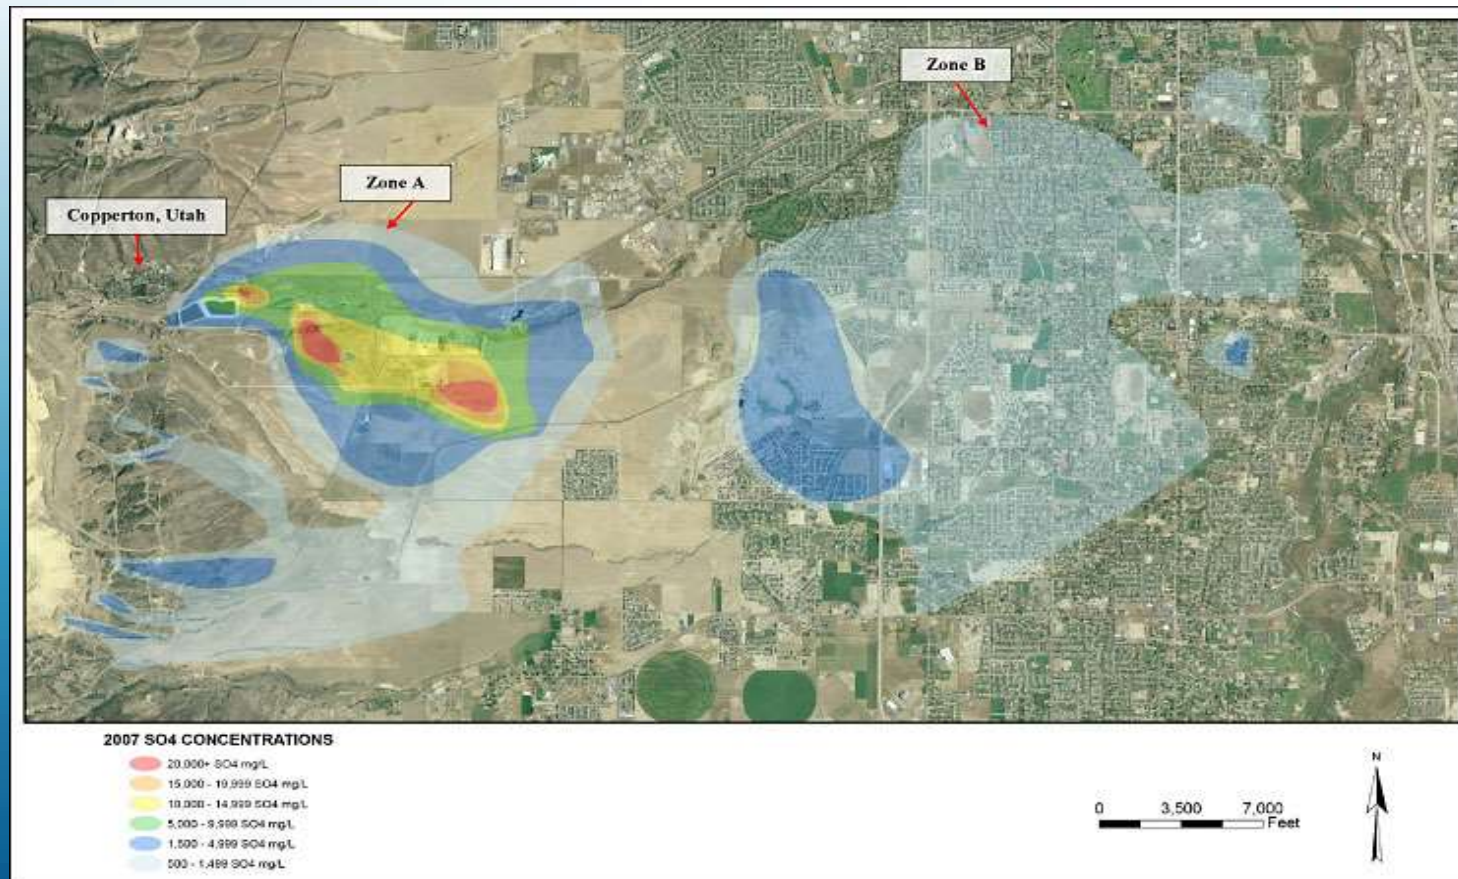 Zone B
Zone A
Copperton, Utah
2007 SO4 CONCENTRATIONS
20,000+ SO4 mg/L
15,000 - 19,999 SO4 mg/L
10,000 - 14,999 SO4 mg/L
5,000 - 9,999 SO4 mg/L
1,500 - 4,999 SO4 mg/L
500 - 1,499 SO4 mg/L
0 3,500 7,000
Feet
N